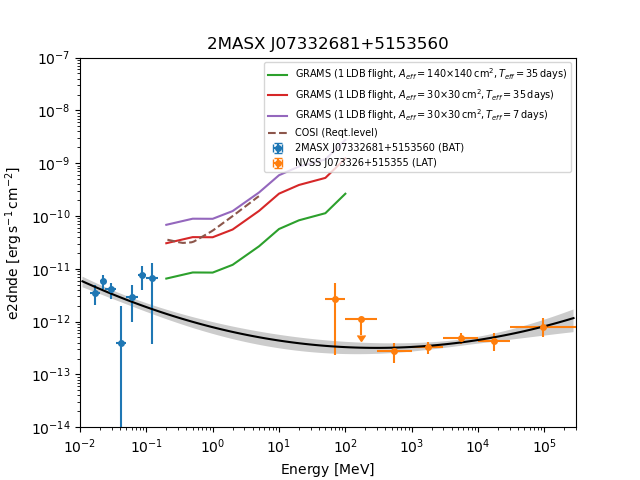 2MASX J07332681+5153560
GRAMS (1 LDB flight, A_eff = 140×140 cm², T_eff = 35 days)
GRAMS (1 LDB flight, A_eff = 30×30 cm², T_eff = 35 days)
GRAMS (1 LDB flight, A_eff = 30×30 cm², T_eff = 7 days)
COSI (Reqt.level)
2MASX J07332681+5153560 (BAT)
NVSS J073326+515355 (LAT)
e2dnde [erg s⁻¹ cm⁻²]
10⁻⁷
10⁻⁸
10⁻⁹
10⁻¹⁰
10⁻¹¹
10⁻¹²
10⁻¹³
10⁻¹⁴
10⁻² 10⁻¹ 10⁰ 10¹ 10² 10³ 10⁴ 10⁵
Energy [MeV]